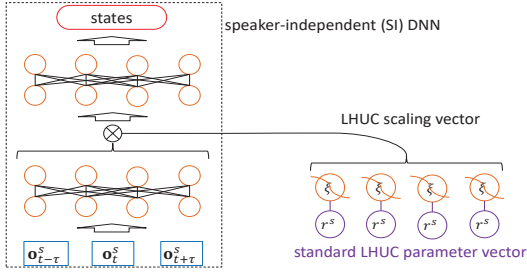 states
speaker-independent (SI) DNN
LHUC scaling vector
ξ ξ ξ ξ
r^s r^s r^s r^s
standard LHUC parameter vector
o^s_{t−τ} o^s_t o^s_{t+τ}